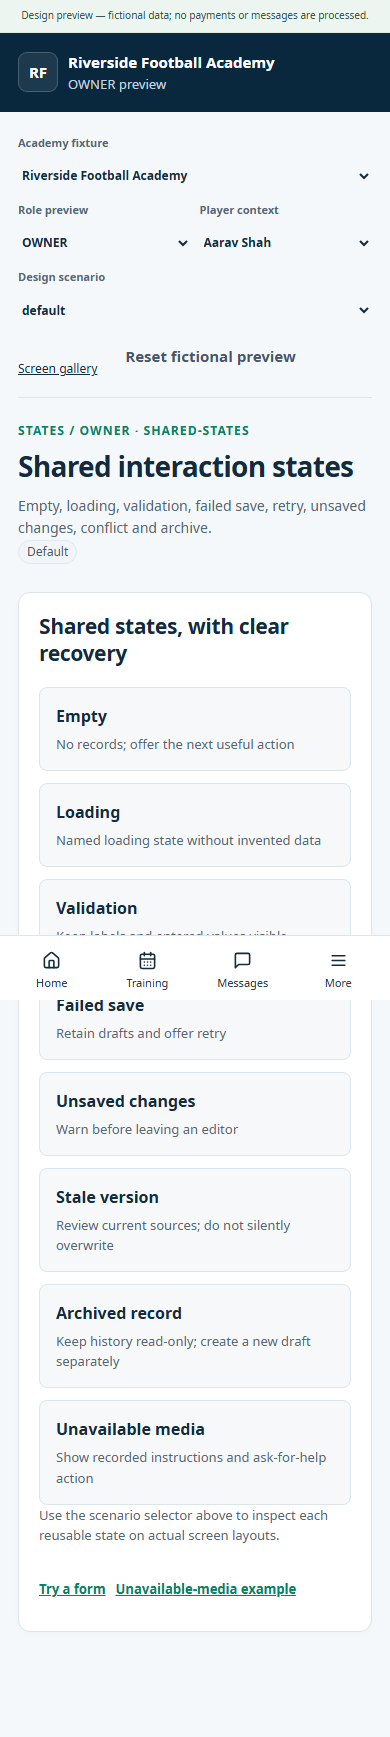 Design preview — fictional data; no payments or messages are processed.
RF
Riverside Football Academy
OWNER preview
Academy fixture
Riverside Football Academy
Role preview
Player context
OWNER
Aarav Shah
Design scenario
default
Screen gallery
Reset fictional preview
STATES / OWNER · SHARED-STATES
Shared interaction states
Empty, loading, validation, failed save, retry, unsaved
changes, conflict and archive.
Default
Shared states, with clear
recovery
Empty
No records; offer the next useful action
Loading
Named loading state without invented data
Validation
Keep labels and entered values visible
Home
Training
Messages
More
Failed save
Retain drafts and offer retry
Unsaved changes
Warn before leaving an editor
Stale version
Review current sources; do not silently
overwrite
Archived record
Keep history read-only; create a new draft
separately
Unavailable media
Show recorded instructions and ask-for-help
action
Use the scenario selector above to inspect each
reusable state on actual screen layouts.
Try a form
Unavailable-media example